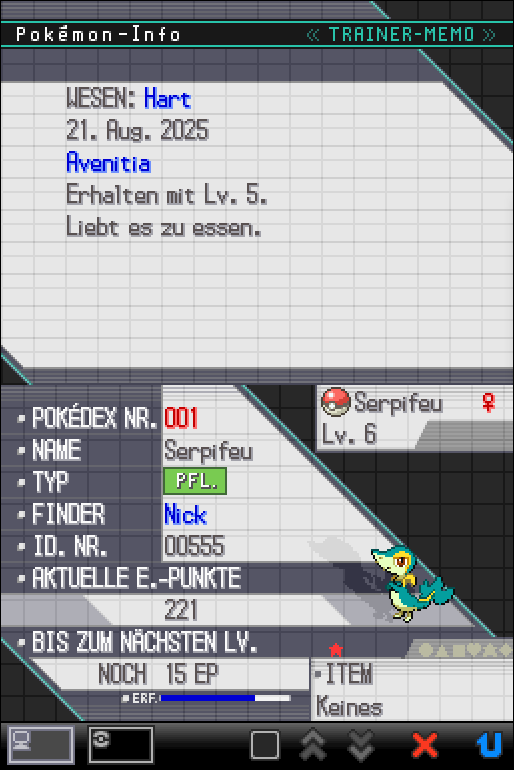 Pokémon-Info
« TRAINER-MEMO »
WESEN: Hart
21. Aug. 2025
Avenitia
Erhalten mit Lv. 5.
Liebt es zu essen.
Serpifeu ♀
Lv. 6
POKÉDEX NR. 001
NAME Serpifeu
TYP PFL.
FINDER Nick
ID. NR. 00555
AKTUELLE E.-PUNKTE
221
BIS ZUM NÄCHSTEN LV.
NOCH 15 EP
ERF.
ITEM
Keines